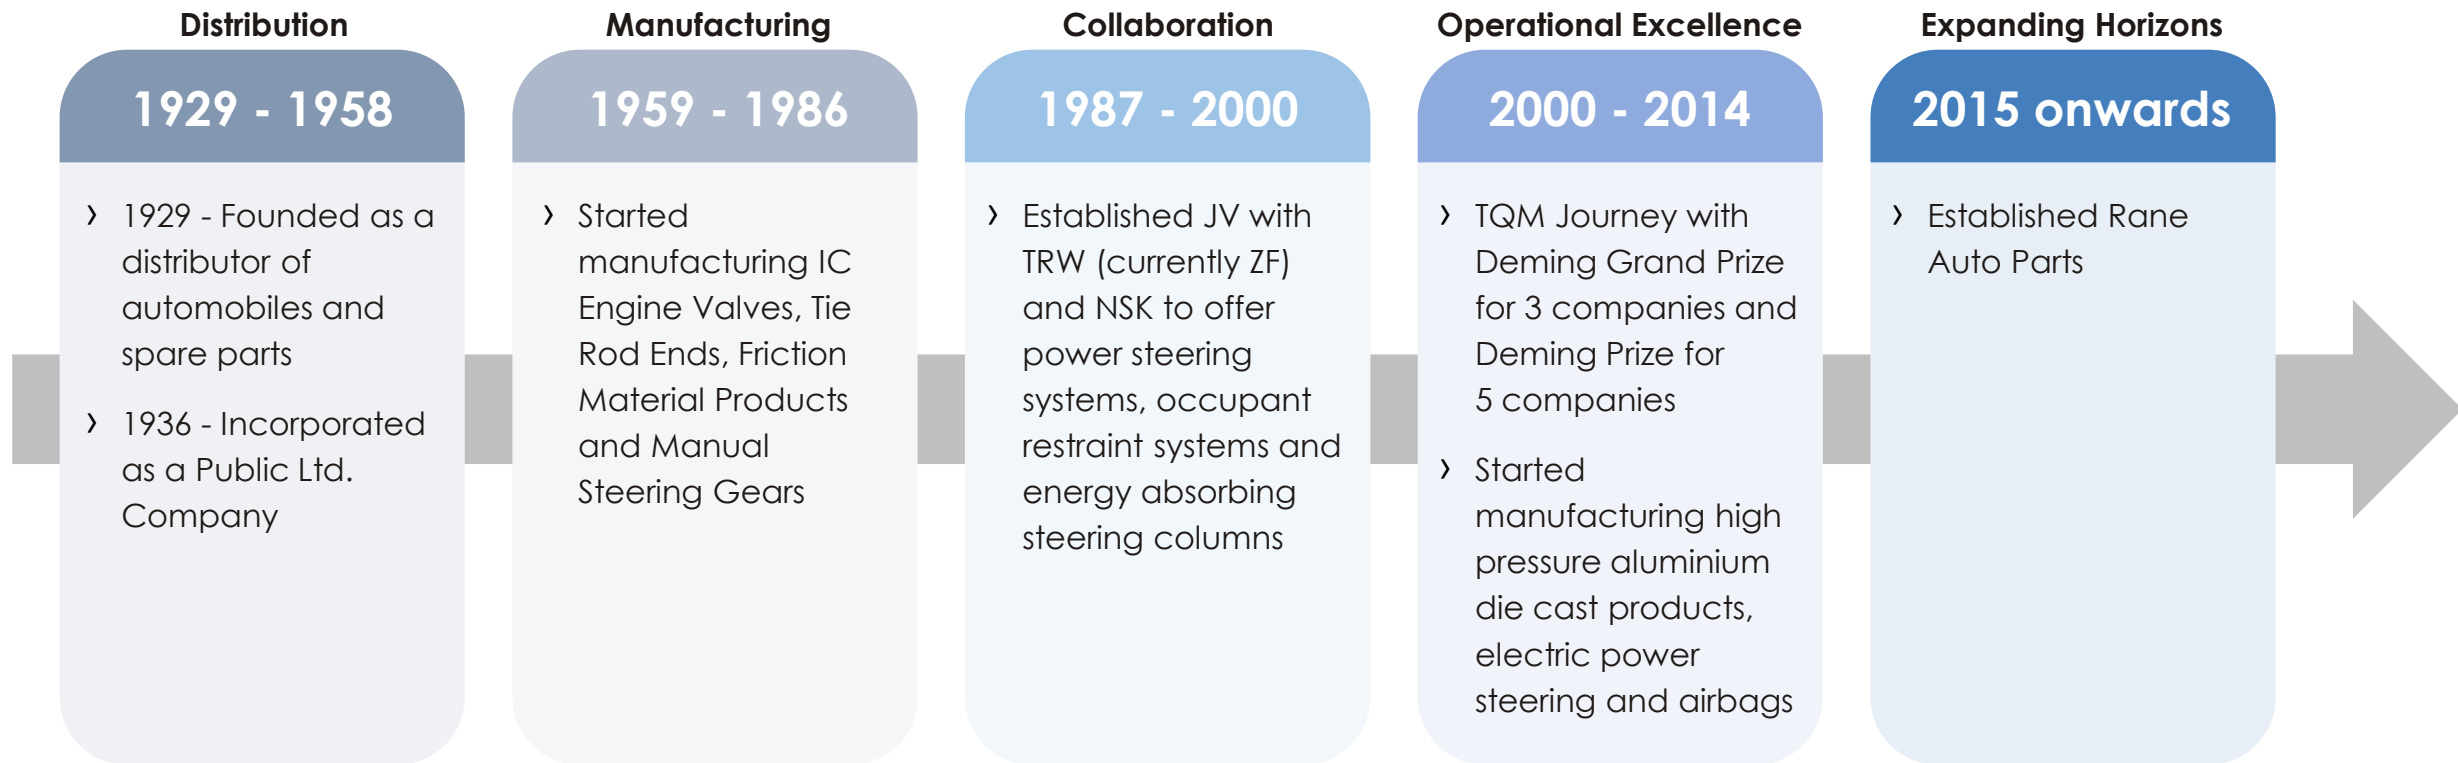 Distribution
1929 - 1958
› 1929 - Founded as a
distributor of
automobiles and
spare parts
› 1936 - Incorporated
as a Public Ltd.
Company
Manufacturing
1959 - 1986
› Started
manufacturing IC
Engine Valves, Tie
Rod Ends, Friction
Material Products
and Manual
Steering Gears
Collaboration
1987 - 2000
› Established JV with
TRW (currently ZF)
and NSK to offer
power steering
systems, occupant
restraint systems and
energy absorbing
steering columns
Operational Excellence
2000 - 2014
› TQM Journey with
Deming Grand Prize
for 3 companies and
Deming Prize for
5 companies
› Started
manufacturing high
pressure aluminium
die cast products,
electric power
steering and airbags
Expanding Horizons
2015 onwards
› Established Rane
Auto Parts